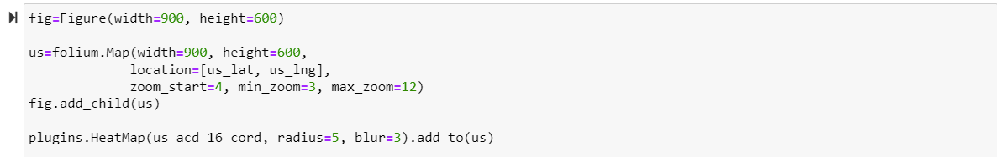 fig=Figure(width=900, height=600)
us=folium.Map(width=900, height=600,
location=[us_lat, us_lng],
zoom_start=4, min_zoom=3, max_zoom=12)
fig.add_child(us)
plugins.HeatMap(us_acd_16_cord, radius=5, blur=3).add_to(us)